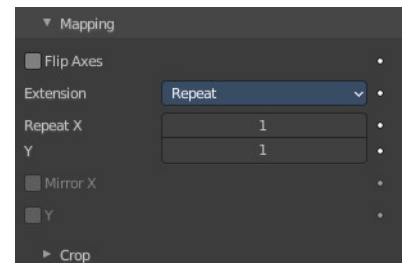 Mapping
Flip Axes
Extension Repeat
Repeat X 1
Y 1
Mirror X
Y
Crop